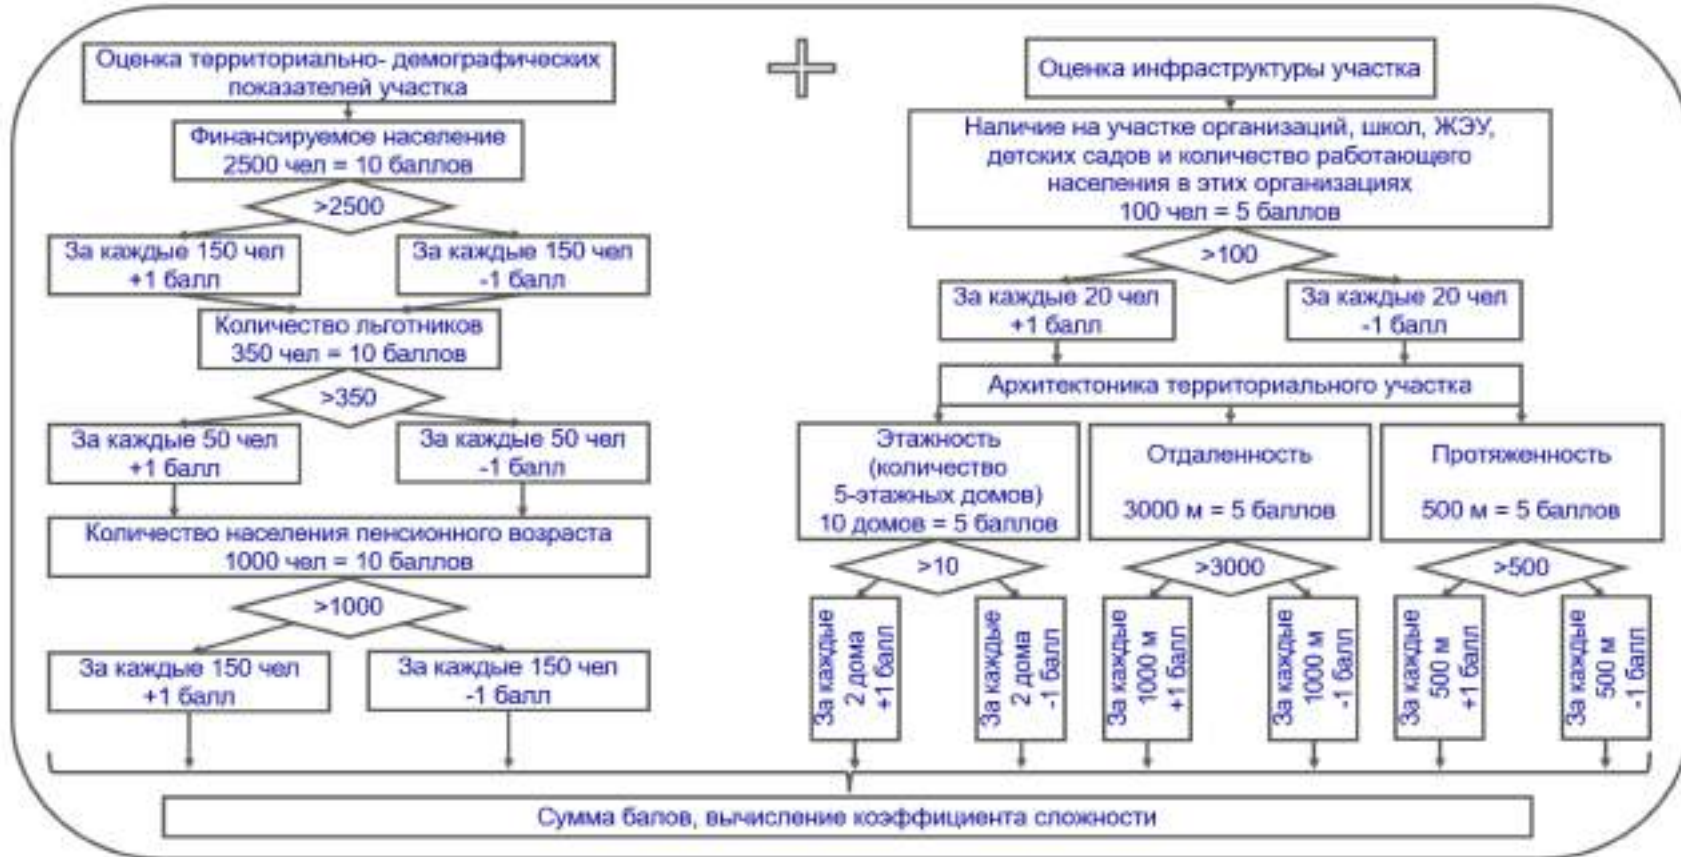 Оценка территориально- демографических
показателей участка
Финансируемое население
2500 чел = 10 баллов
>2500
За каждые 150 чел
+1 балл
За каждые 150 чел
-1 балл
Количество льготников
350 чел = 10 баллов
>350
За каждые 50 чел
+1 балл
За каждые 50 чел
-1 балл
Количество населения пенсионного возраста
1000 чел = 10 баллов
>1000
За каждые 150 чел
+1 балл
За каждые 150 чел
-1 балл
Оценка инфраструктуры участка
Наличие на участке организаций, школ, ЖЭУ,
детских садов и количество работающего
населения в этих организациях
100 чел = 5 баллов
>100
За каждые 20 чел
+1 балл
За каждые 20 чел
-1 балл
Архитектоника территориального участка
Этажность
(количество
5-этажных домов)
10 домов = 5 баллов
>10
За каждые
2 дома
+1 балл
За каждые
2 дома
-1 балл
Отдаленность
3000 м = 5 баллов
>3000
За каждые
1000 м
+1 балл
За каждые
1000 м
-1 балл
Протяженность
500 м = 5 баллов
>500
За каждые
500 м
+1 балл
За каждые
500 м
-1 балл
Сумма балов, вычисление коэффициента сложности